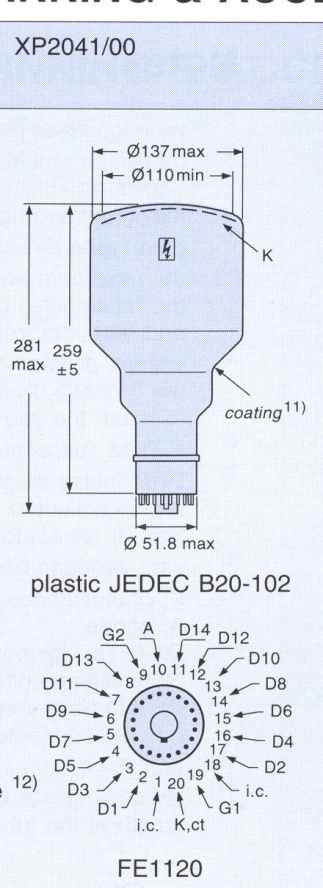 XP2041/00
Ø137 max
Ø110 min
K
281
max
259
±5
coating 11)
Ø 51.8 max
plastic JEDEC B20-102
A
G2
D14
D12
D13
9 10 11 12
D10
8
13
D11
7
14
D8
D9
6
15
D6
D7
5
16
D4
D5
4
17
D2
D3
3
18
i.c.
2
1
20
19
D1
G1
i.c.
K,ct
e 12)
FE1120